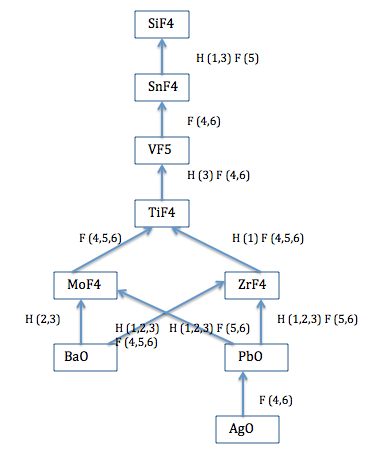 SiF4
H (1,3) F (5)
SnF4
F (4,6)
VF5
H (3) F (4,6)
TiF4
F (4,5,6)
H (1) F (4,5,6)
MoF4
ZrF4
H (2,3)
H (1,2,3)
F (4,5,6)
H (1,2,3) F (5,6)
H (1,2,3) F (5,6)
BaO
PbO
F (4,6)
AgO